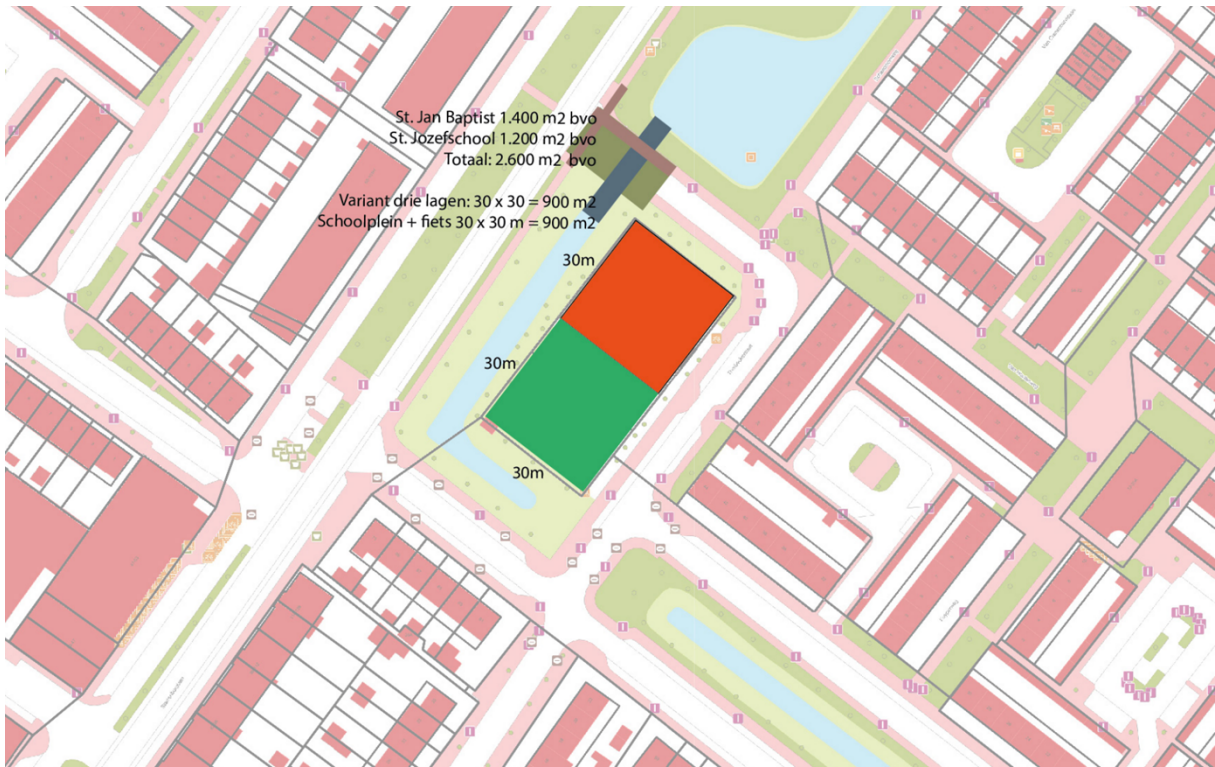 St. Jan Baptist 1.400 m2 bvo
St. Jozefschool 1.200 m2 bvo
Totaal: 2.600 m2 bvo
Variant drie lagen: 30 x 30 = 900 m2
Schoolplein + fiets 30 x 30 m = 900 m2
30m
30m
30m